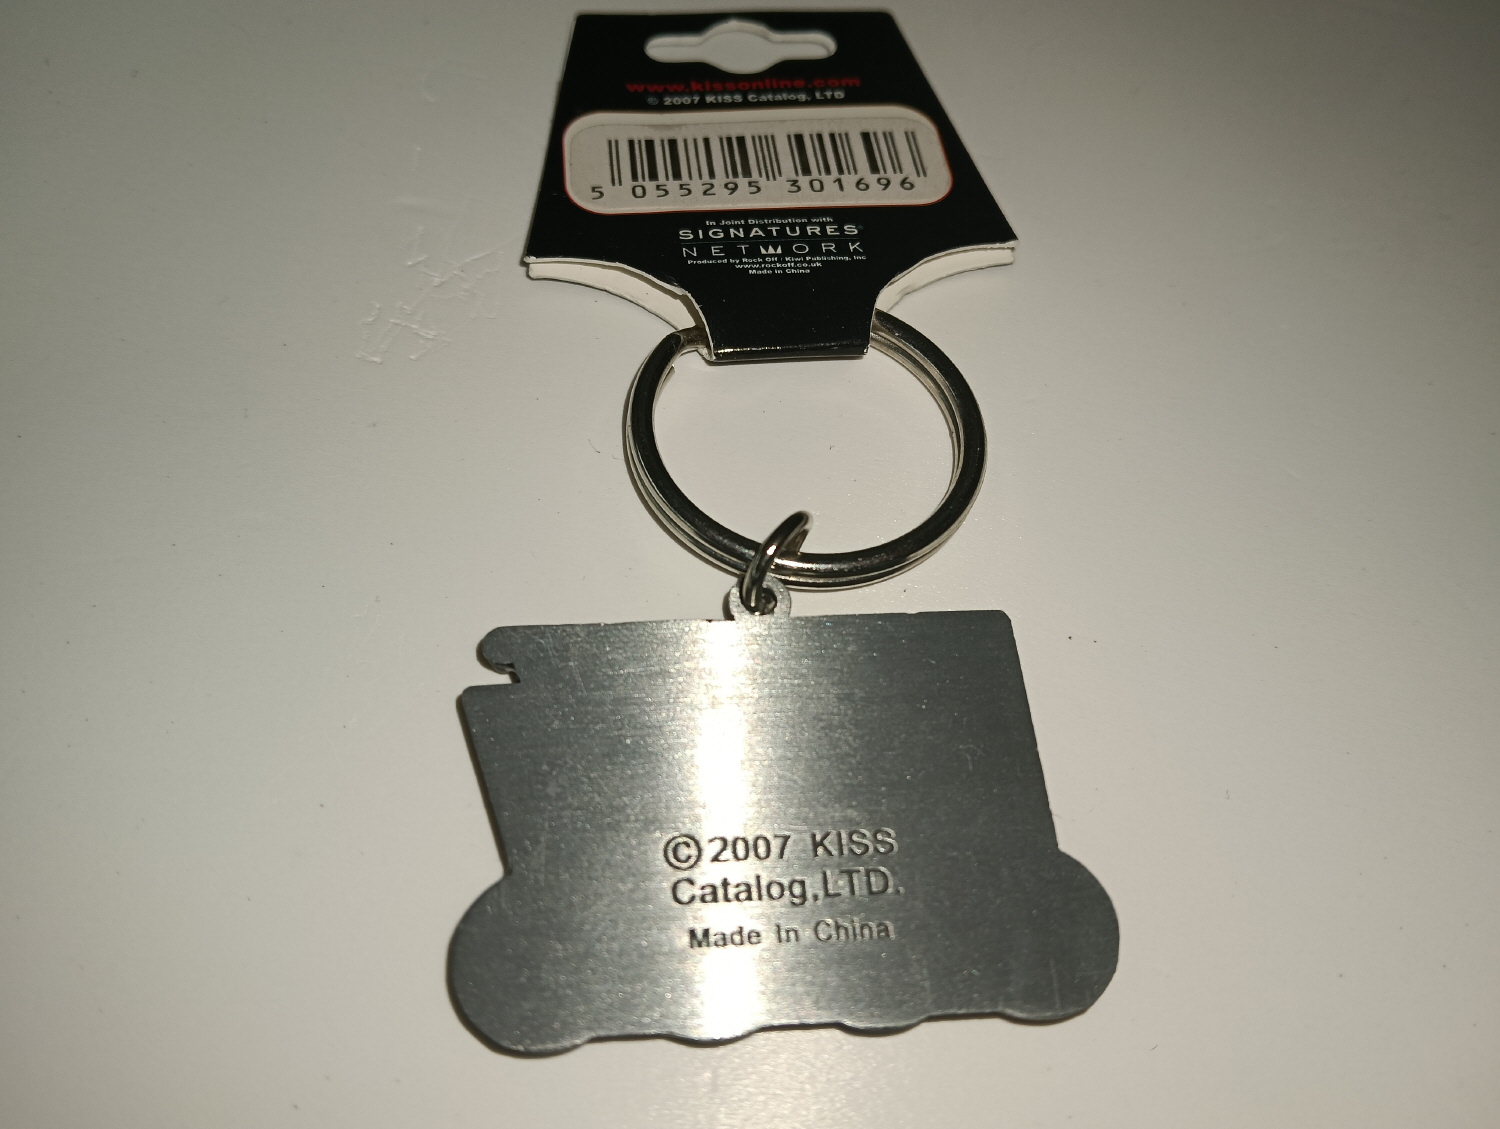 www.kissonline.com
© 2007 KISS Catalog, LTD
5 055295 301696
In Joint Distribution with
SIGNATURES
NETWORK
Produced by Rock Off / Kiwi Publishing, Inc
www.rockoff.co.uk
Made in China
©2007 KISS
Catalog,LTD.
Made In China